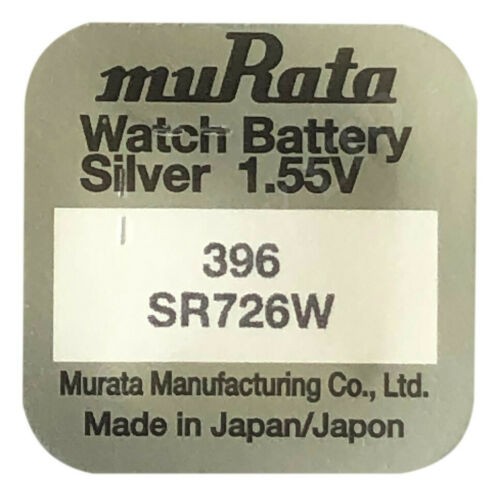 muRata
Watch Battery
Silver 1.55V
396
SR726W
Murata Manufacturing Co., Ltd.
Made in Japan/Japon